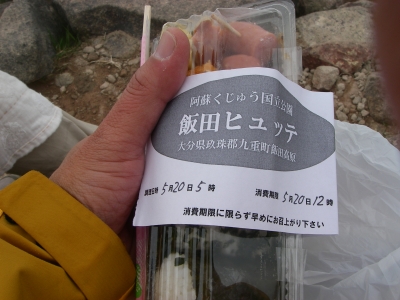 阿蘇くじゅう国立公園
飯田ヒュッテ
大分県玖珠郡九重町飯田高原
調理日時 5月20日5時 消費期限 5月20日12時
消費期限に限らず早めにお召上がり下さい